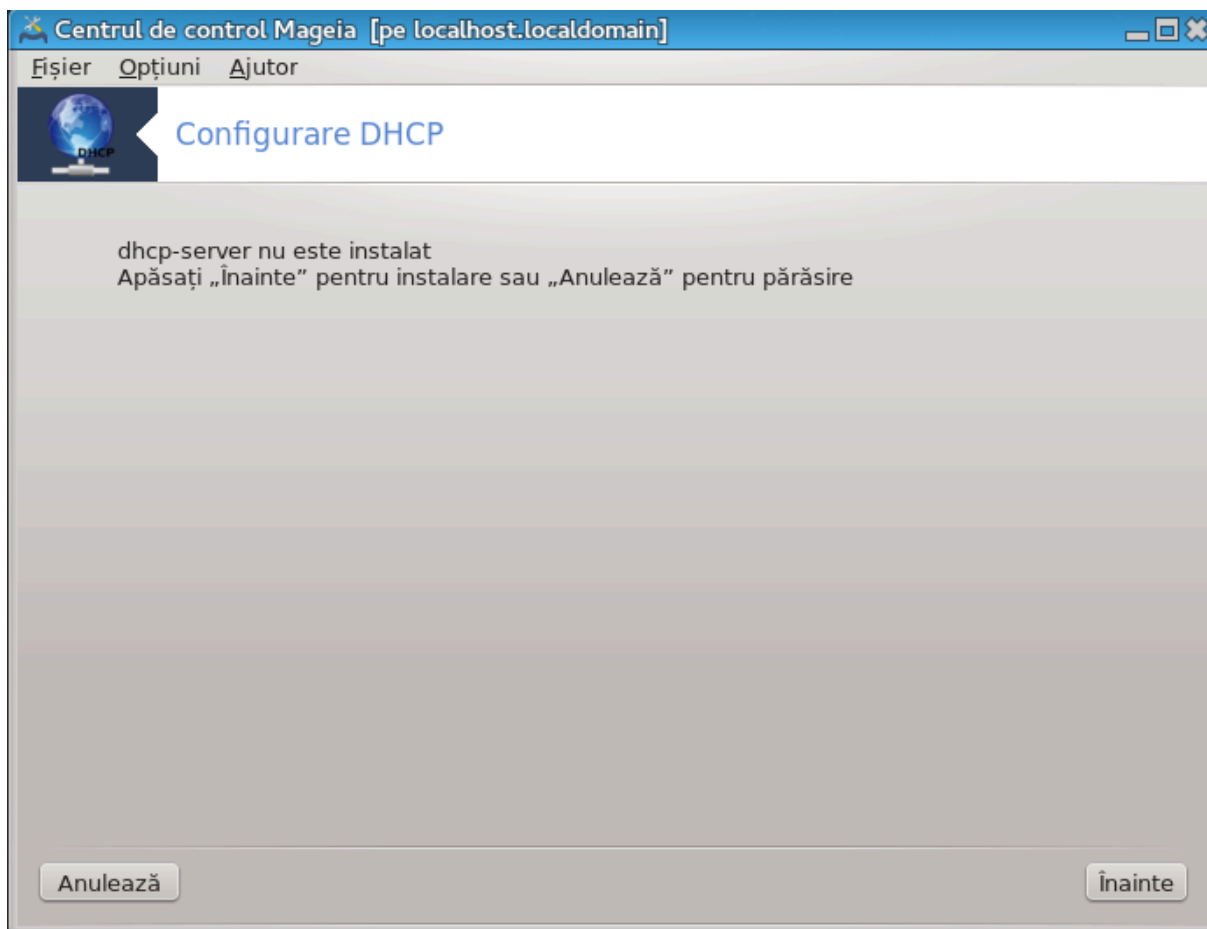 Centrul de control Mageia [pe localhost.localdomain]
Fișier Opțiuni Ajutor
DHCP
Configurare DHCP
dhcp-server nu este instalat
Apăsați „Înainte” pentru instalare sau „Anulează” pentru părăsire
Anulează Înainte